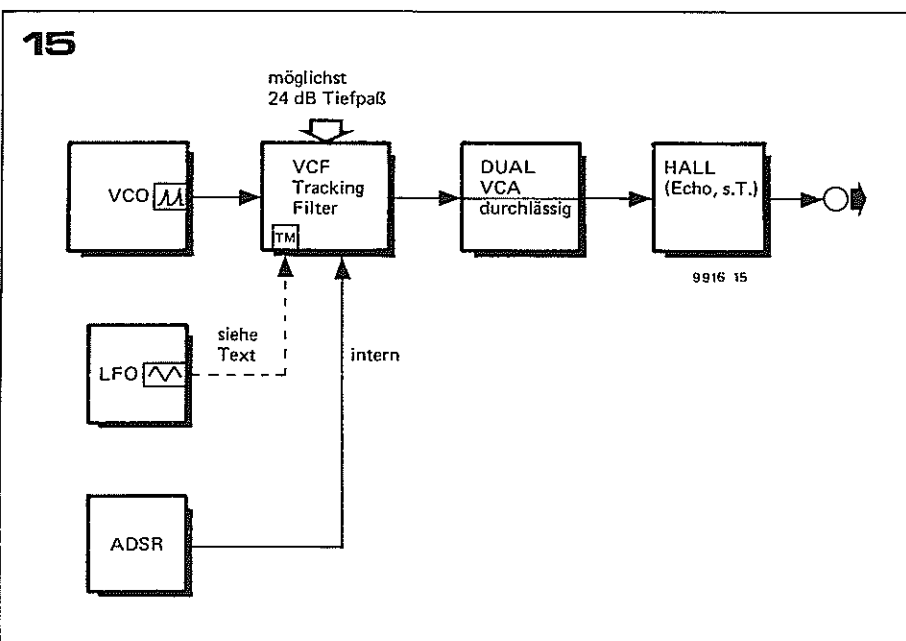 15
möglichst
24 dB Tiefpaß
VCO
VCF
Tracking
Filter
TM
DUAL
VCA
durchlässig
HALL
(Echo, s.T.)
9916 15
LFO
siehe
Text
intern
ADSR